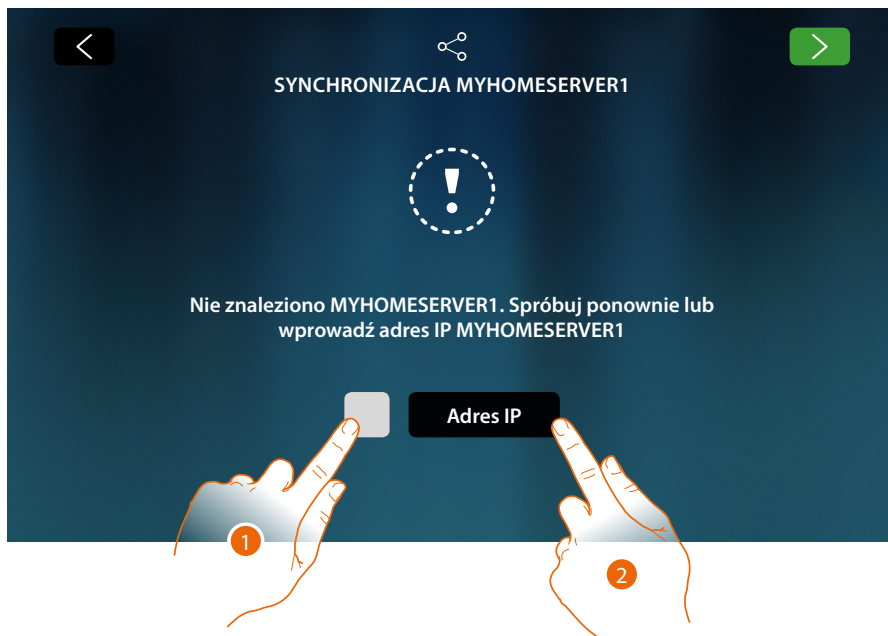 SYNCHRONIZACJA MYHOMESERVER1
!
Nie znaleziono MYHOMESERVER1. Spróbuj ponownie lub
wprowadź adres IP MYHOMESERVER1
Adres IP
1
2